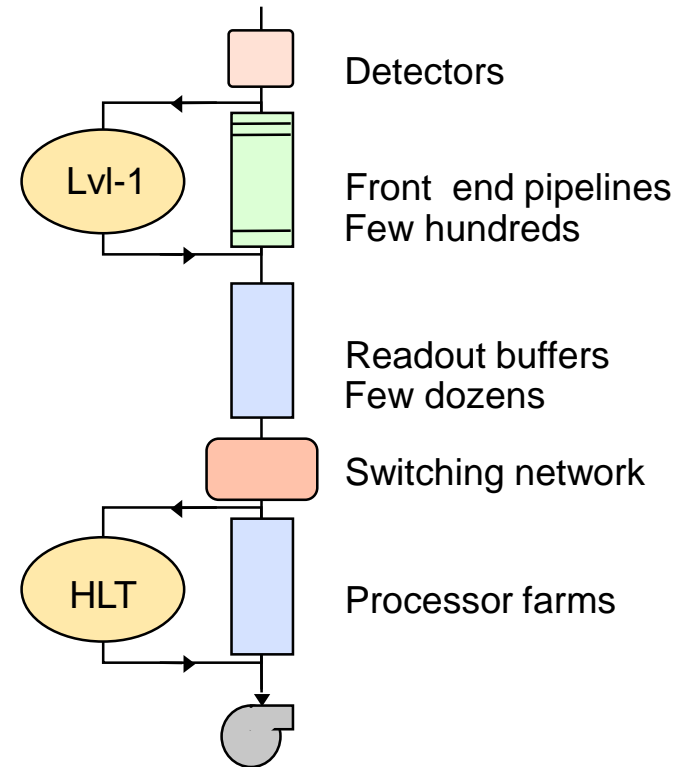 Detectors
Lvl-1
Front end pipelines
Few hundreds
Readout buffers
Few dozens
Switching network
HLT
Processor farms